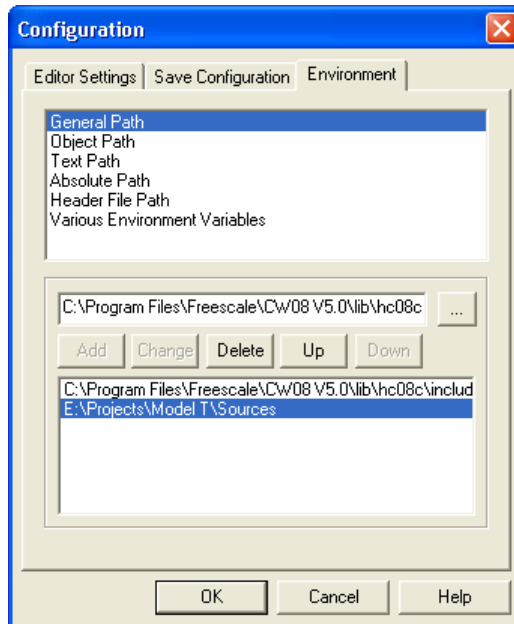 Configuration
Editor Settings Save Configuration Environment
General Path
Object Path
Text Path
Absolute Path
Header File Path
Various Environment Variables
C:\Program Files\Freescale\CW08 V5.0\lib\hc08c ...
Add Change Delete Up Down
C:\Program Files\Freescale\CW08 V5.0\lib\hc08c\includ
E:\Projects\Model T\Sources
OK Cancel Help